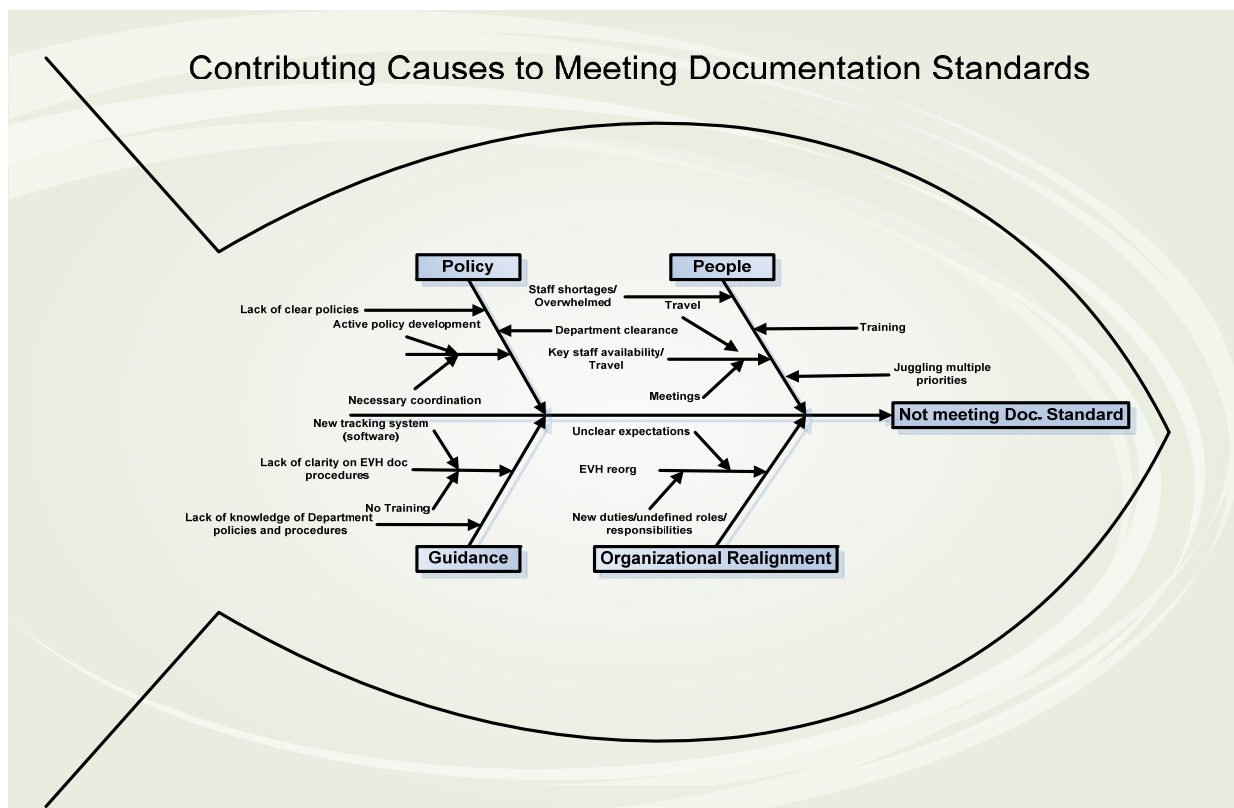 Contributing Causes to Meeting Documentation Standards
Policy
People
Staff shortages/
Overwhelmed
Lack of clear policies
Travel
Active policy development
Department clearance
Training
Key staff availability/
Travel
Juggling multiple
priorities
Necessary coordination
Meetings
Not meeting Doc. Standard
New tracking system
(software)
Unclear expectations
Lack of clarity on EVH doc
procedures
EVH reorg
No Training
Lack of knowledge of Department
policies and procedures
New duties/undefined roles/
responsibilities
Guidance
Organizational Realignment